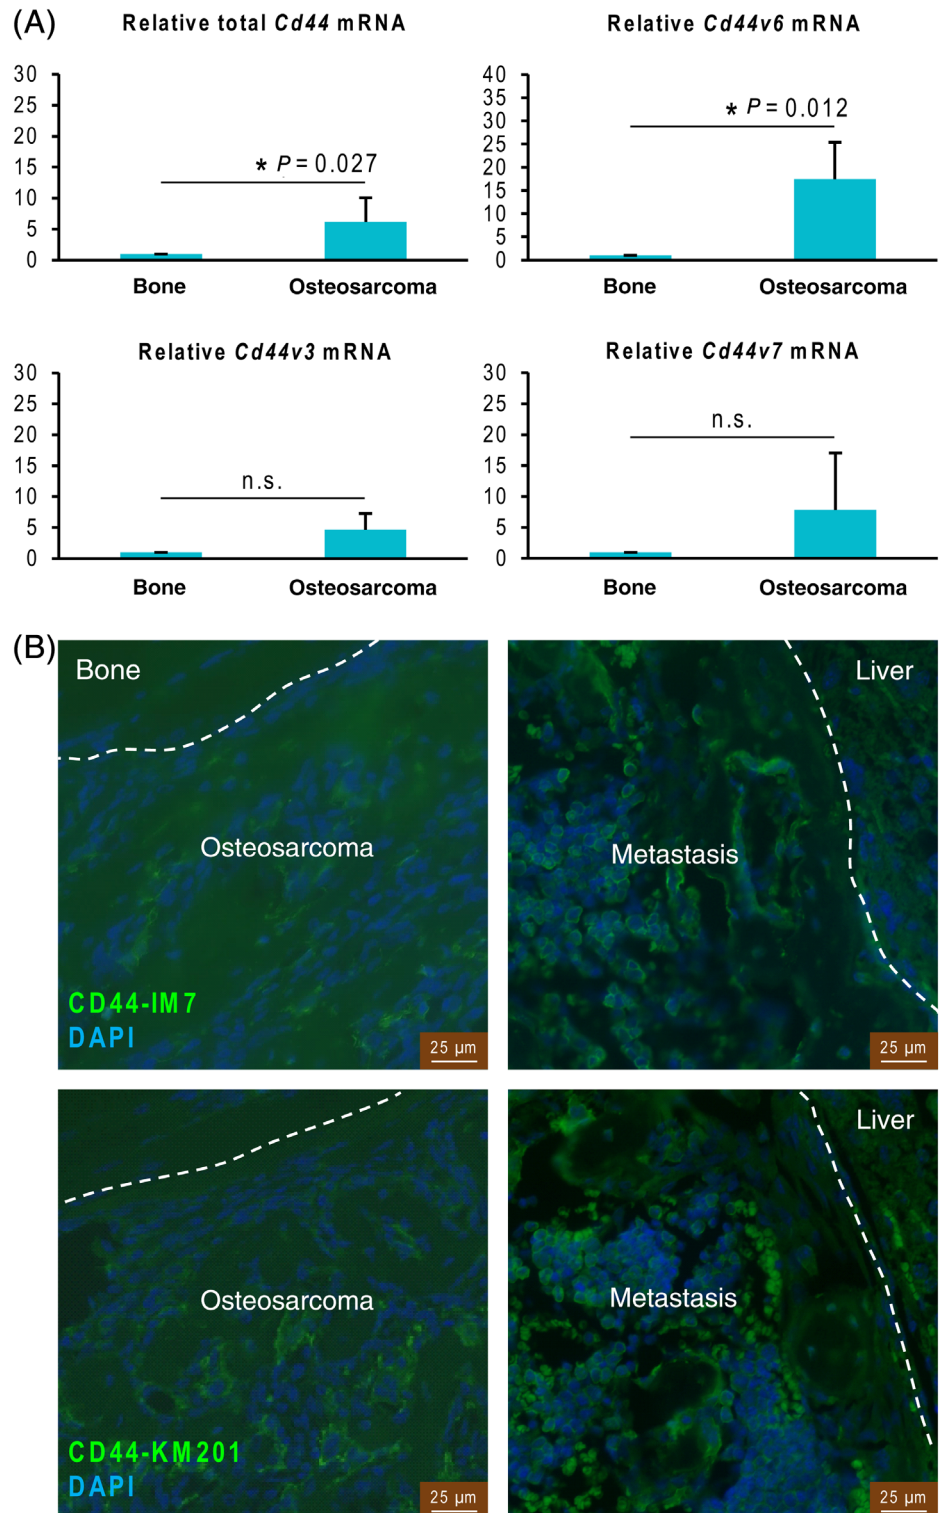 (A)
Relative total Cd44 mRNA
30
25
20
15
10
5
0
* P = 0.027
Bone
Osteosarcoma
Relative Cd44v6 mRNA
40
35
30
25
20
15
10
5
0
* P = 0.012
Bone
Osteosarcoma
Relative Cd44v3 mRNA
30
25
20
15
10
5
0
n.s.
Bone
Osteosarcoma
Relative Cd44v7 mRNA
30
25
20
15
10
5
0
n.s.
Bone
Osteosarcoma
(B)
Bone
Osteosarcoma
CD44-IM7
DAPI
25 µm
Liver
Metastasis
25 µm
Osteosarcoma
CD44-KM201
DAPI
25 µm
Liver
Metastasis
25 µm